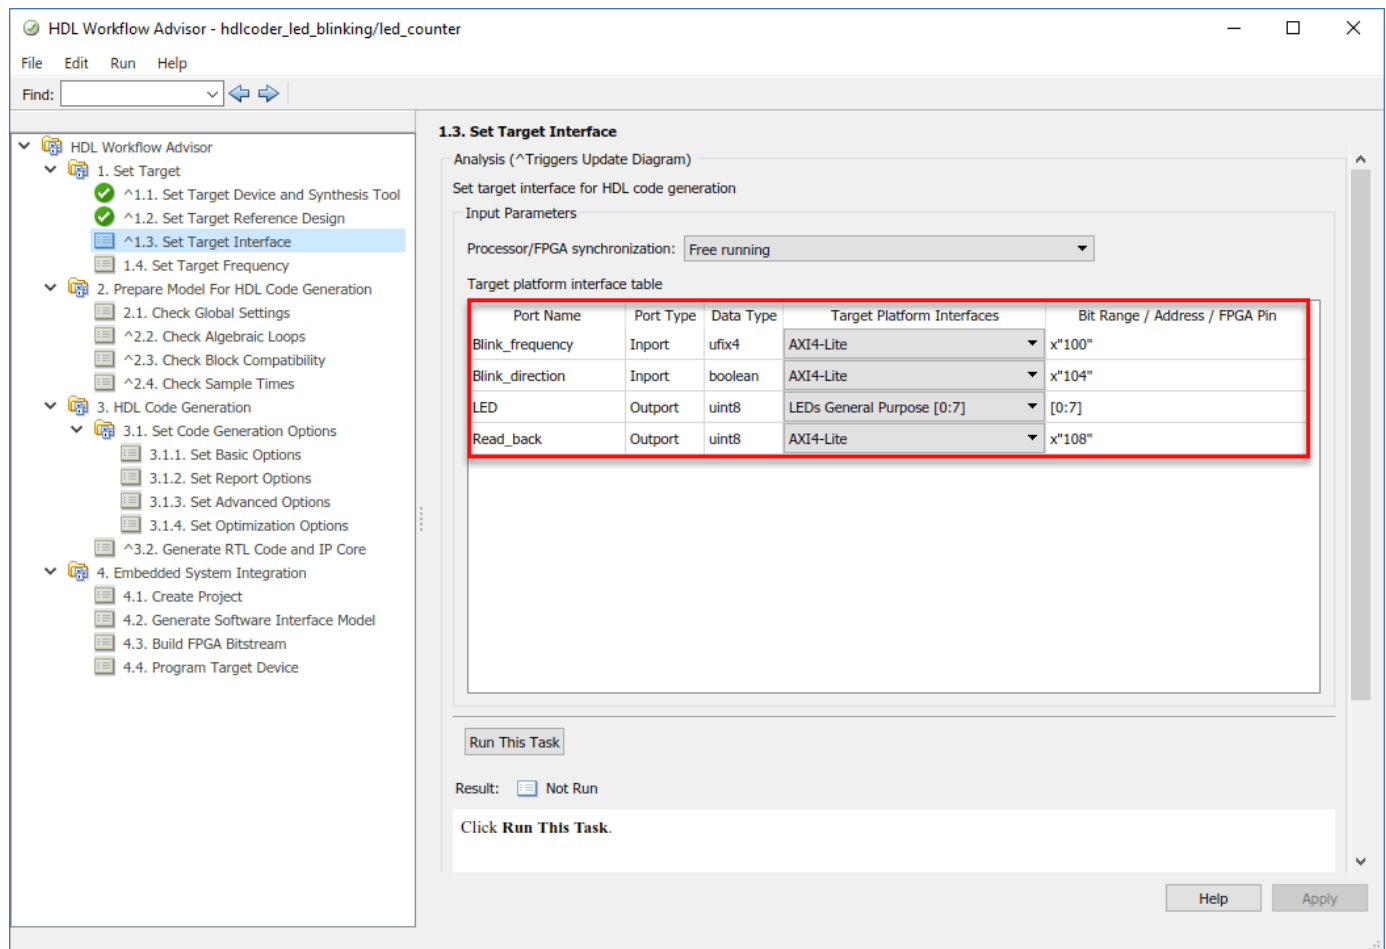 HDL Workflow Advisor - hdlcoder_led_blinking/led_counter
File Edit Run Help
Find:
HDL Workflow Advisor
1. Set Target
^1.1. Set Target Device and Synthesis Tool
^1.2. Set Target Reference Design
^1.3. Set Target Interface
1.4. Set Target Frequency
2. Prepare Model For HDL Code Generation
2.1. Check Global Settings
^2.2. Check Algebraic Loops
^2.3. Check Block Compatibility
^2.4. Check Sample Times
3. HDL Code Generation
3.1. Set Code Generation Options
3.1.1. Set Basic Options
3.1.2. Set Report Options
3.1.3. Set Advanced Options
3.1.4. Set Optimization Options
^3.2. Generate RTL Code and IP Core
4. Embedded System Integration
4.1. Create Project
4.2. Generate Software Interface Model
4.3. Build FPGA Bitstream
4.4. Program Target Device
1.3. Set Target Interface
Analysis (^Triggers Update Diagram)
Set target interface for HDL code generation
Input Parameters
Processor/FPGA synchronization: Free running
Target platform interface table
Port Name Port Type Data Type Target Platform Interfaces Bit Range / Address / FPGA Pin
Blink_frequency Inport ufix4 AXI4-Lite x"100"
Blink_direction Inport boolean AXI4-Lite x"104"
LED Outport uint8 LEDs General Purpose [0:7] [0:7]
Read_back Outport uint8 AXI4-Lite x"108"
Run This Task
Result: Not Run
Click Run This Task.
Help Apply